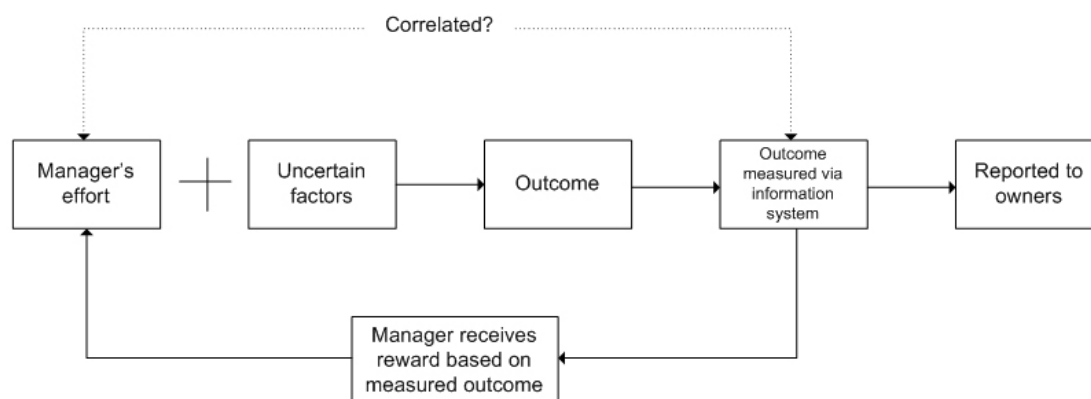 Correlated?
Manager's
effort
Uncertain
factors
Outcome
Outcome
measured via
information
system
Reported to
owners
Manager receives
reward based on
measured outcome